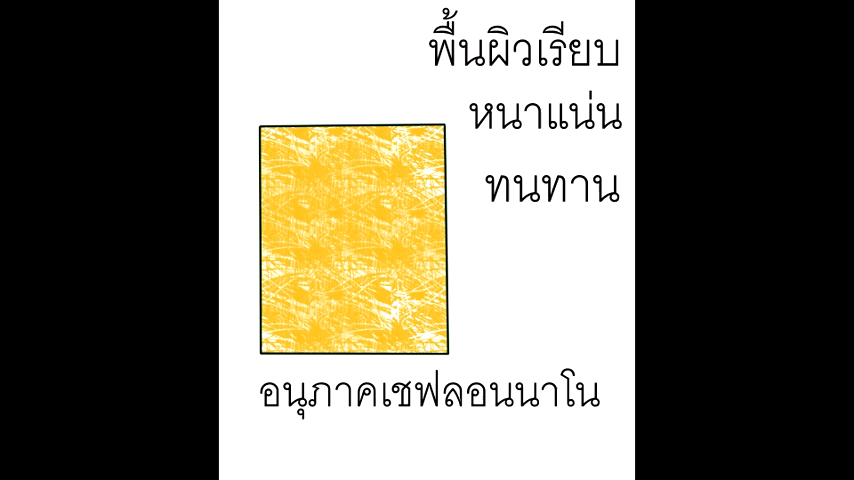 พื้นผิวเรียบ
หนาแน่น
ทนทาน
อนุภาคเชฟลอนนาโน